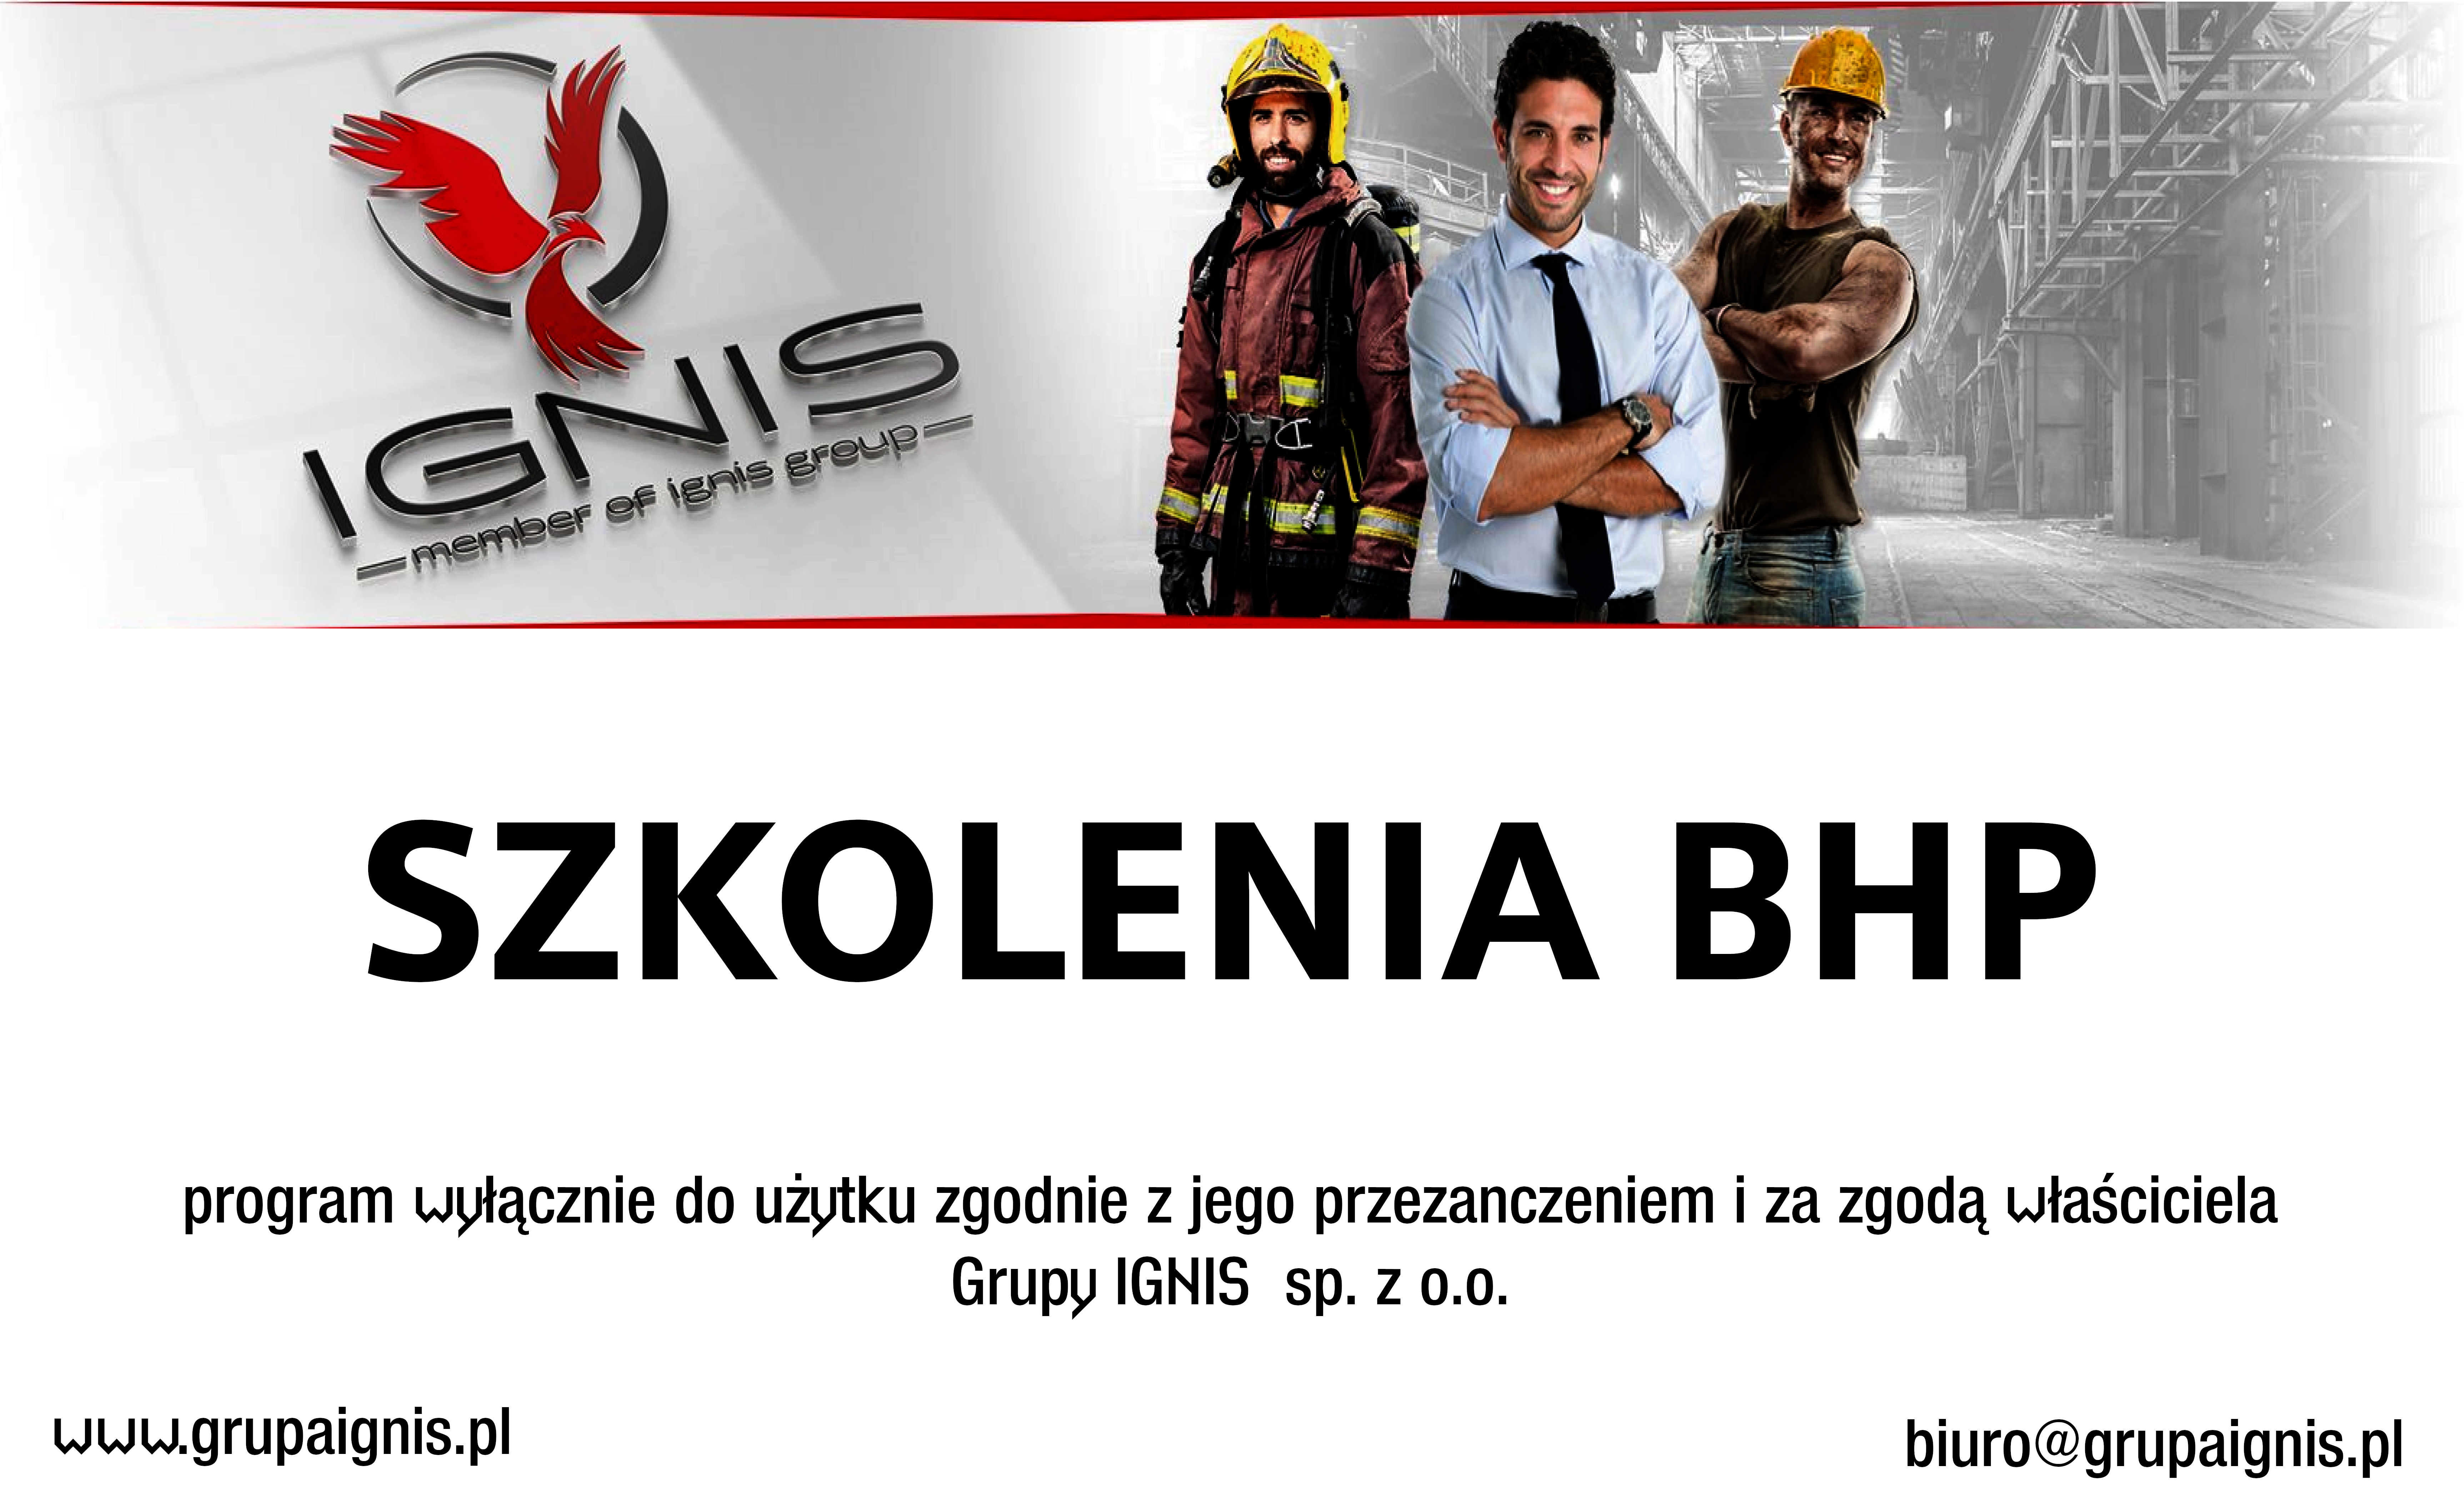 IGNIS
member of ignis group
SZKOLENIA BHP
program wyłącznie do użytku zgodnie z jego przezanczeniem i za zgodą właściciela
Grupy IGNIS sp. z o.o.
www.grupaignis.pl
biuro@grupaignis.pl